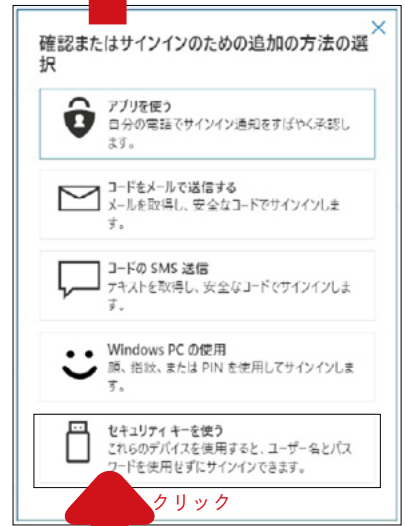 確認またはサインインのための追加の方法の選
択
アプリを使う
自分の電話でサインイン通知をすばやく承認し
ます。
コードをメールで送信する
メールを取得し、安全なコードでサインインしま
す。
コードの SMS 送信
テキストを取得し、安全なコードでサインインしま
す。
Windows PC の使用
顔、指紋、または PIN を使用してサインインしま
す。
セキュリティ キーを使う
これらのデバイスを使用すると、ユーザー名とパス
ワードを使用せずにサインインできます。
クリック